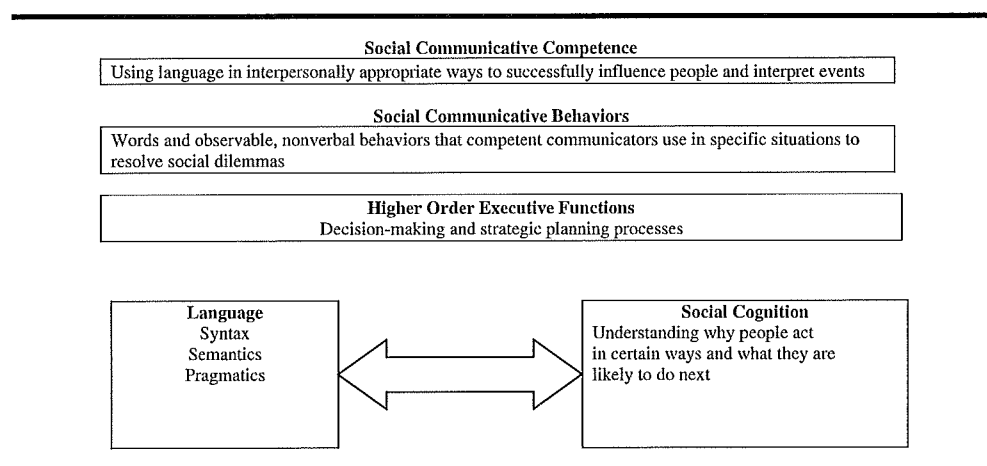 Social Communicative Competence
Using language in interpersonally appropriate ways to successfully influence people and interpret events
Social Communicative Behaviors
Words and observable, nonverbal behaviors that competent communicators use in specific situations to
resolve social dilemmas
Higher Order Executive Functions
Decision-making and strategic planning processes
Language
Syntax
Semantics
Pragmatics
Social Cognition
Understanding why people act
in certain ways and what they are
likely to do next